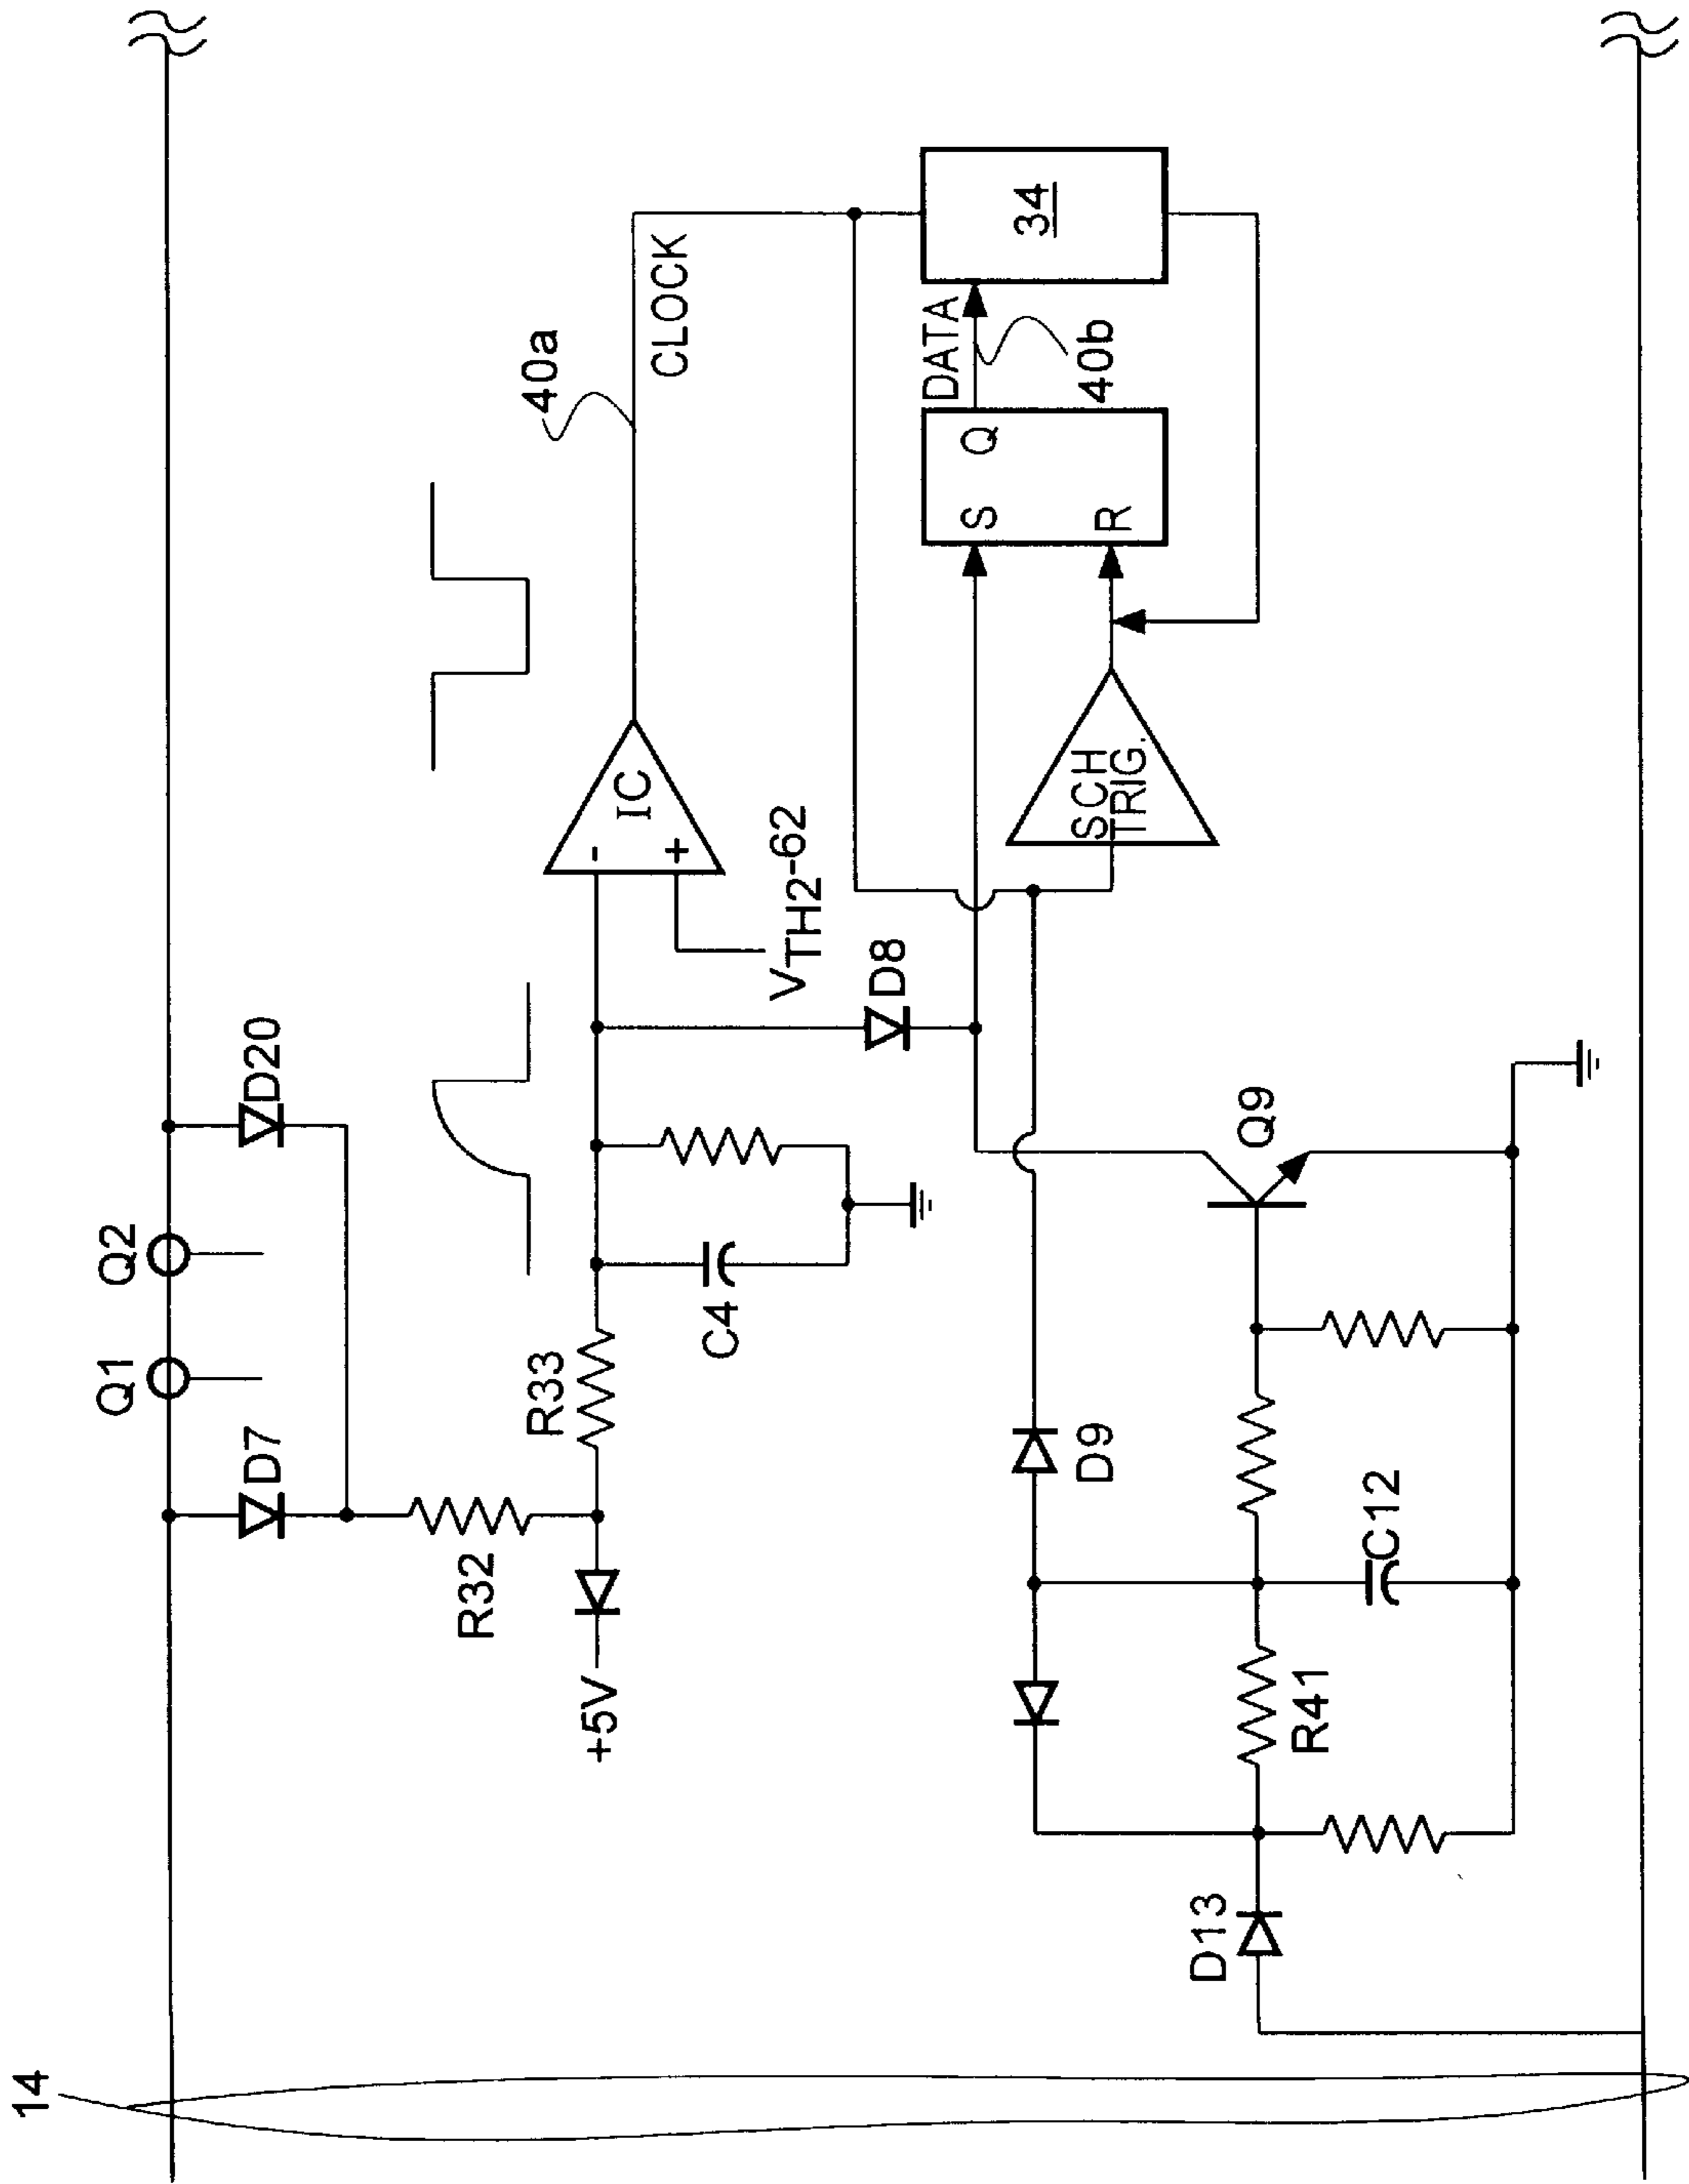 14
Q1
Q2
D7
D20
R32
R33
+5V
C4
IC
-
+
VTH2-62
40a
CLOCK
D8
D9
SCH
TRIG.
S
Q
R
DATA
40b
34
D13
R41
C12
Q9